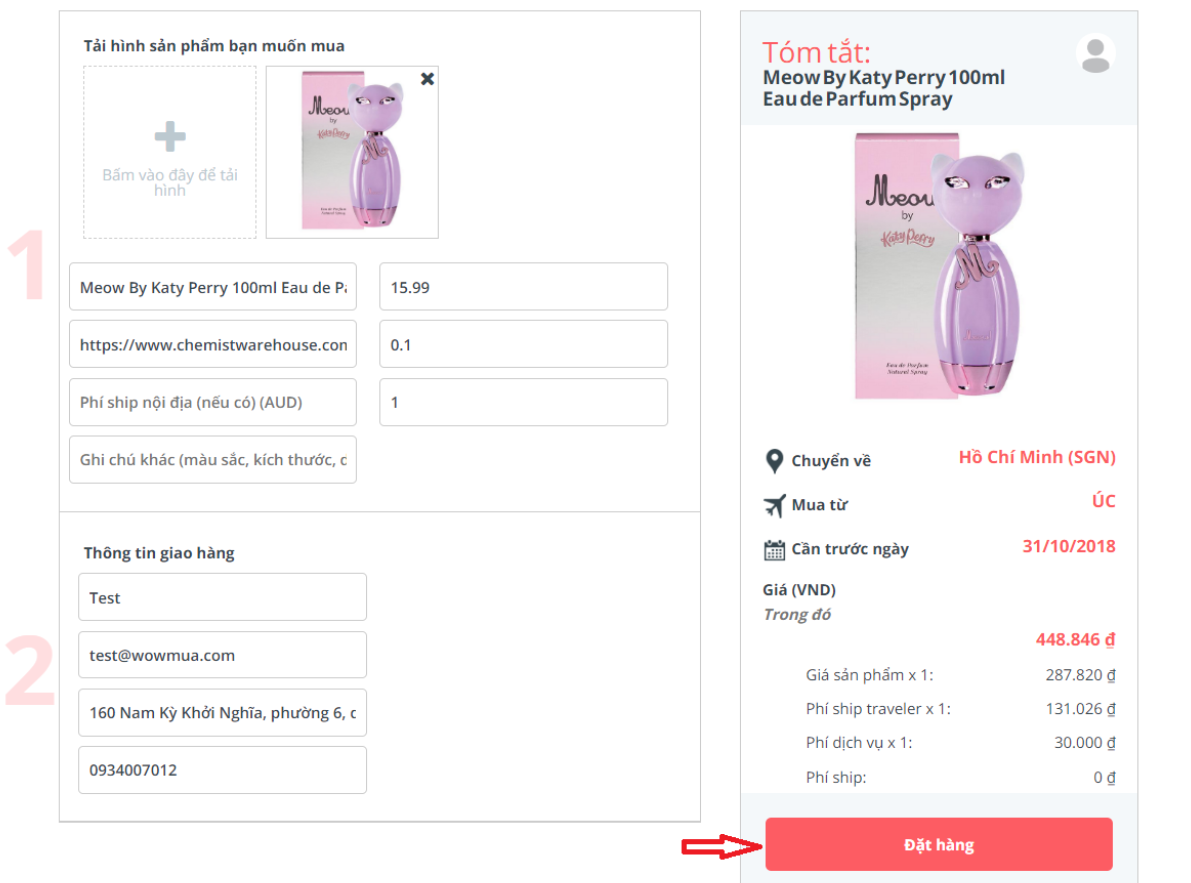 Tải hình sản phẩm bạn muốn mua
Bấm vào đây để tải
hình
Meow
by
Katy Perry
Eau de Parfum
Natural Spray
1
Meow By Katy Perry 100ml Eau de Pa
15.99
https://www.chemistwarehouse.com
0.1
Phí ship nội địa (nếu có) (AUD)
1
Ghi chú khác (màu sắc, kích thước, d
2
Thông tin giao hàng
Test
test@wowmua.com
160 Nam Kỳ Khởi Nghĩa, phường 6, q
0934007012
Tóm tắt:
Meow By Katy Perry 100ml
Eau de Parfum Spray
Meow
by
Katy Perry
M
Eau de Parfum
Natural Spray
Chuyển về
Hồ Chí Minh (SGN)
Mua từ
ÚC
Cần trước ngày
31/10/2018
Giá (VND)
Trong đó
448.846 ₫
Giá sản phẩm x 1:
287.820 ₫
Phí ship traveler x 1:
131.026 ₫
Phí dịch vụ x 1:
30.000 ₫
Phí ship:
0 ₫
Đặt hàng